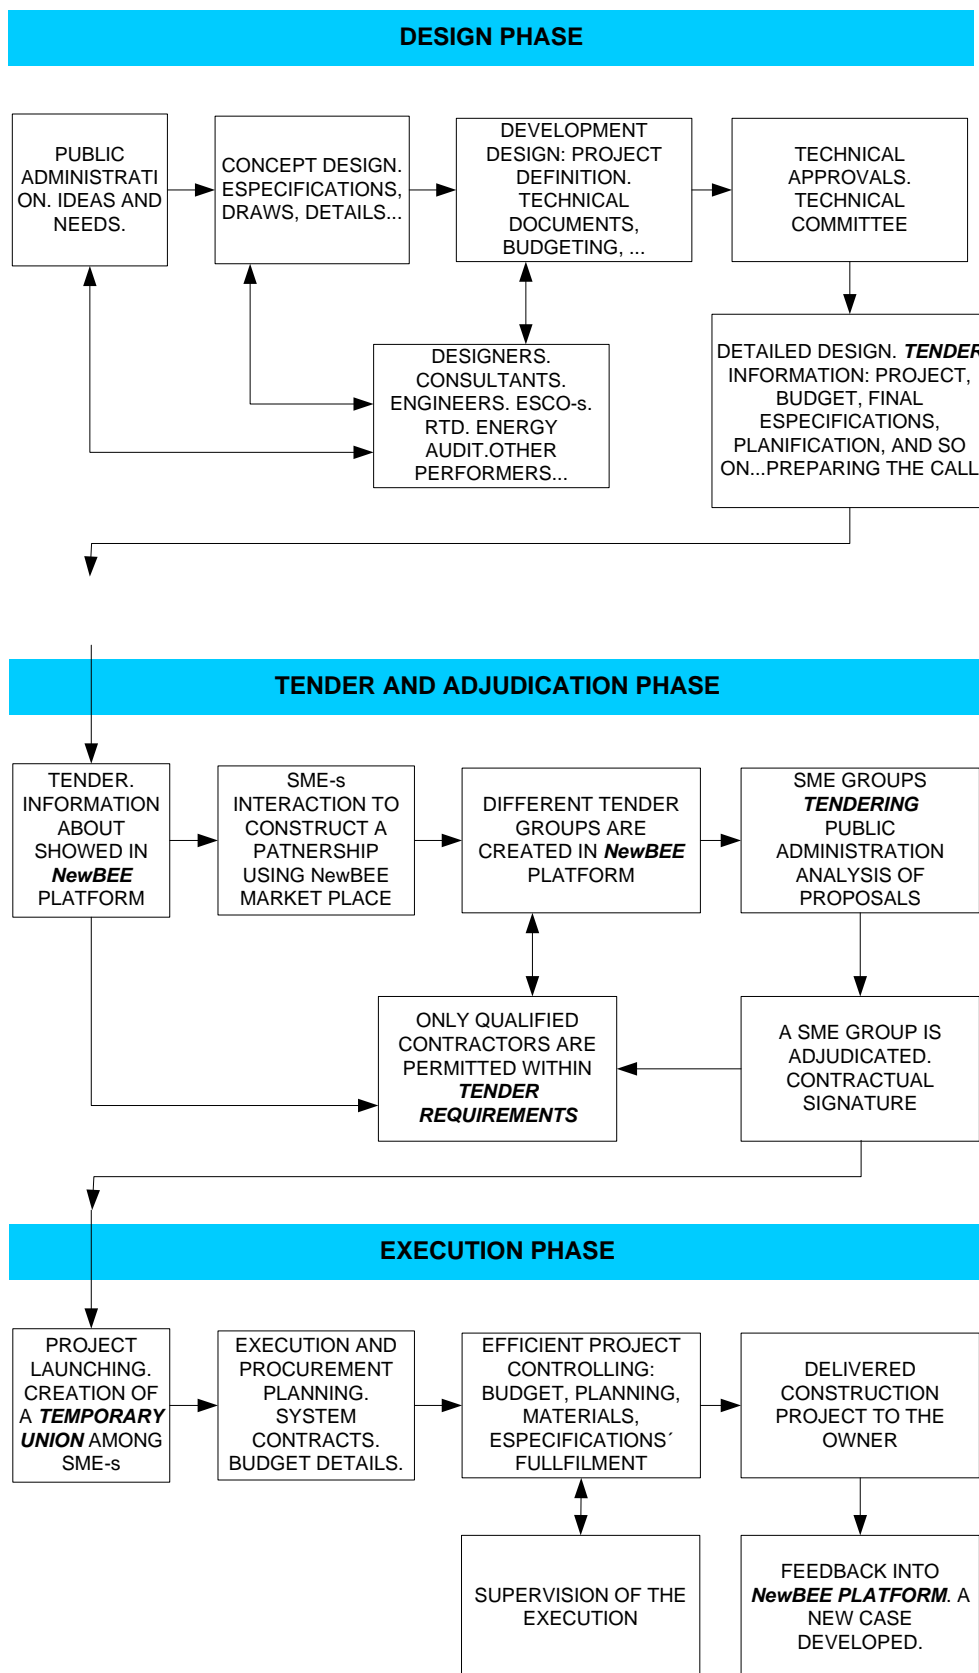 DESIGN PHASE
PUBLIC
ADMINISTRATI
ON. IDEAS AND
NEEDS.
CONCEPT DESIGN.
ESPECIFICATIONS,
DRAWS, DETAILS...
DEVELOPMENT
DESIGN: PROJECT
DEFINITION.
TECHNICAL
DOCUMENTS,
BUDGETING, ...
TECHNICAL
APPROVALS.
TECHNICAL
COMMITTEE
DESIGNERS.
CONSULTANTS.
ENGINEERS. ESCO-s.
RTD. ENERGY
AUDIT.OTHER
PERFORMERS...
DETAILED DESIGN. TENDER
INFORMATION: PROJECT,
BUDGET, FINAL
ESPECIFICATIONS,
PLANIFICATION, AND SO
ON...PREPARING THE CALL
TENDER AND ADJUDICATION PHASE
TENDER.
INFORMATION
ABOUT
SHOWED IN
NewBEE
PLATFORM
SME-s
INTERACTION TO
CONSTRUCT A
PATNERSHIP
USING NewBEE
MARKET PLACE
DIFFERENT TENDER
GROUPS ARE
CREATED IN NewBEE
PLATFORM
SME GROUPS
TENDERING
PUBLIC
ADMINISTRATION
ANALYSIS OF
PROPOSALS
ONLY QUALIFIED
CONTRACTORS ARE
PERMITTED WITHIN
TENDER
REQUIREMENTS
A SME GROUP IS
ADJUDICATED.
CONTRACTUAL
SIGNATURE
EXECUTION PHASE
PROJECT
LAUNCHING.
CREATION OF
A TEMPORARY
UNION AMONG
SME-s
EXECUTION AND
PROCUREMENT
PLANNING.
SYSTEM
CONTRACTS.
BUDGET DETAILS.
EFFICIENT PROJECT
CONTROLLING:
BUDGET, PLANNING,
MATERIALS,
ESPECIFICATIONS´
FULLFILMENT
DELIVERED
CONSTRUCTION
PROJECT TO THE
OWNER
SUPERVISION OF THE
EXECUTION
FEEDBACK INTO
NewBEE PLATFORM. A
NEW CASE
DEVELOPED.